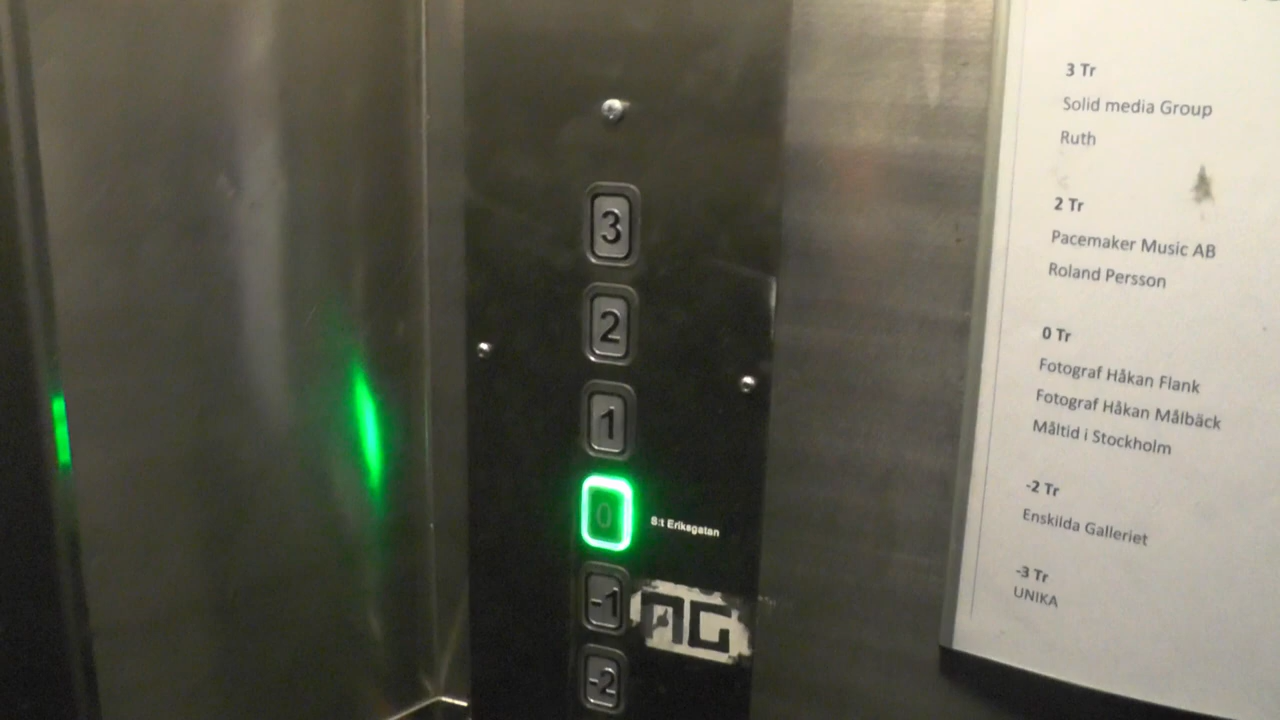 3
2
1
0
S:t Eriksgatan
-1
-2
3 Tr
Solid media Group
Ruth
2 Tr
Pacemaker Music AB
Roland Persson
0 Tr
Fotograf Håkan Flank
Fotograf Håkan Målbäck
Måltid i Stockholm
-2 Tr
Enskilda Galleriet
-3 Tr
UNIKA